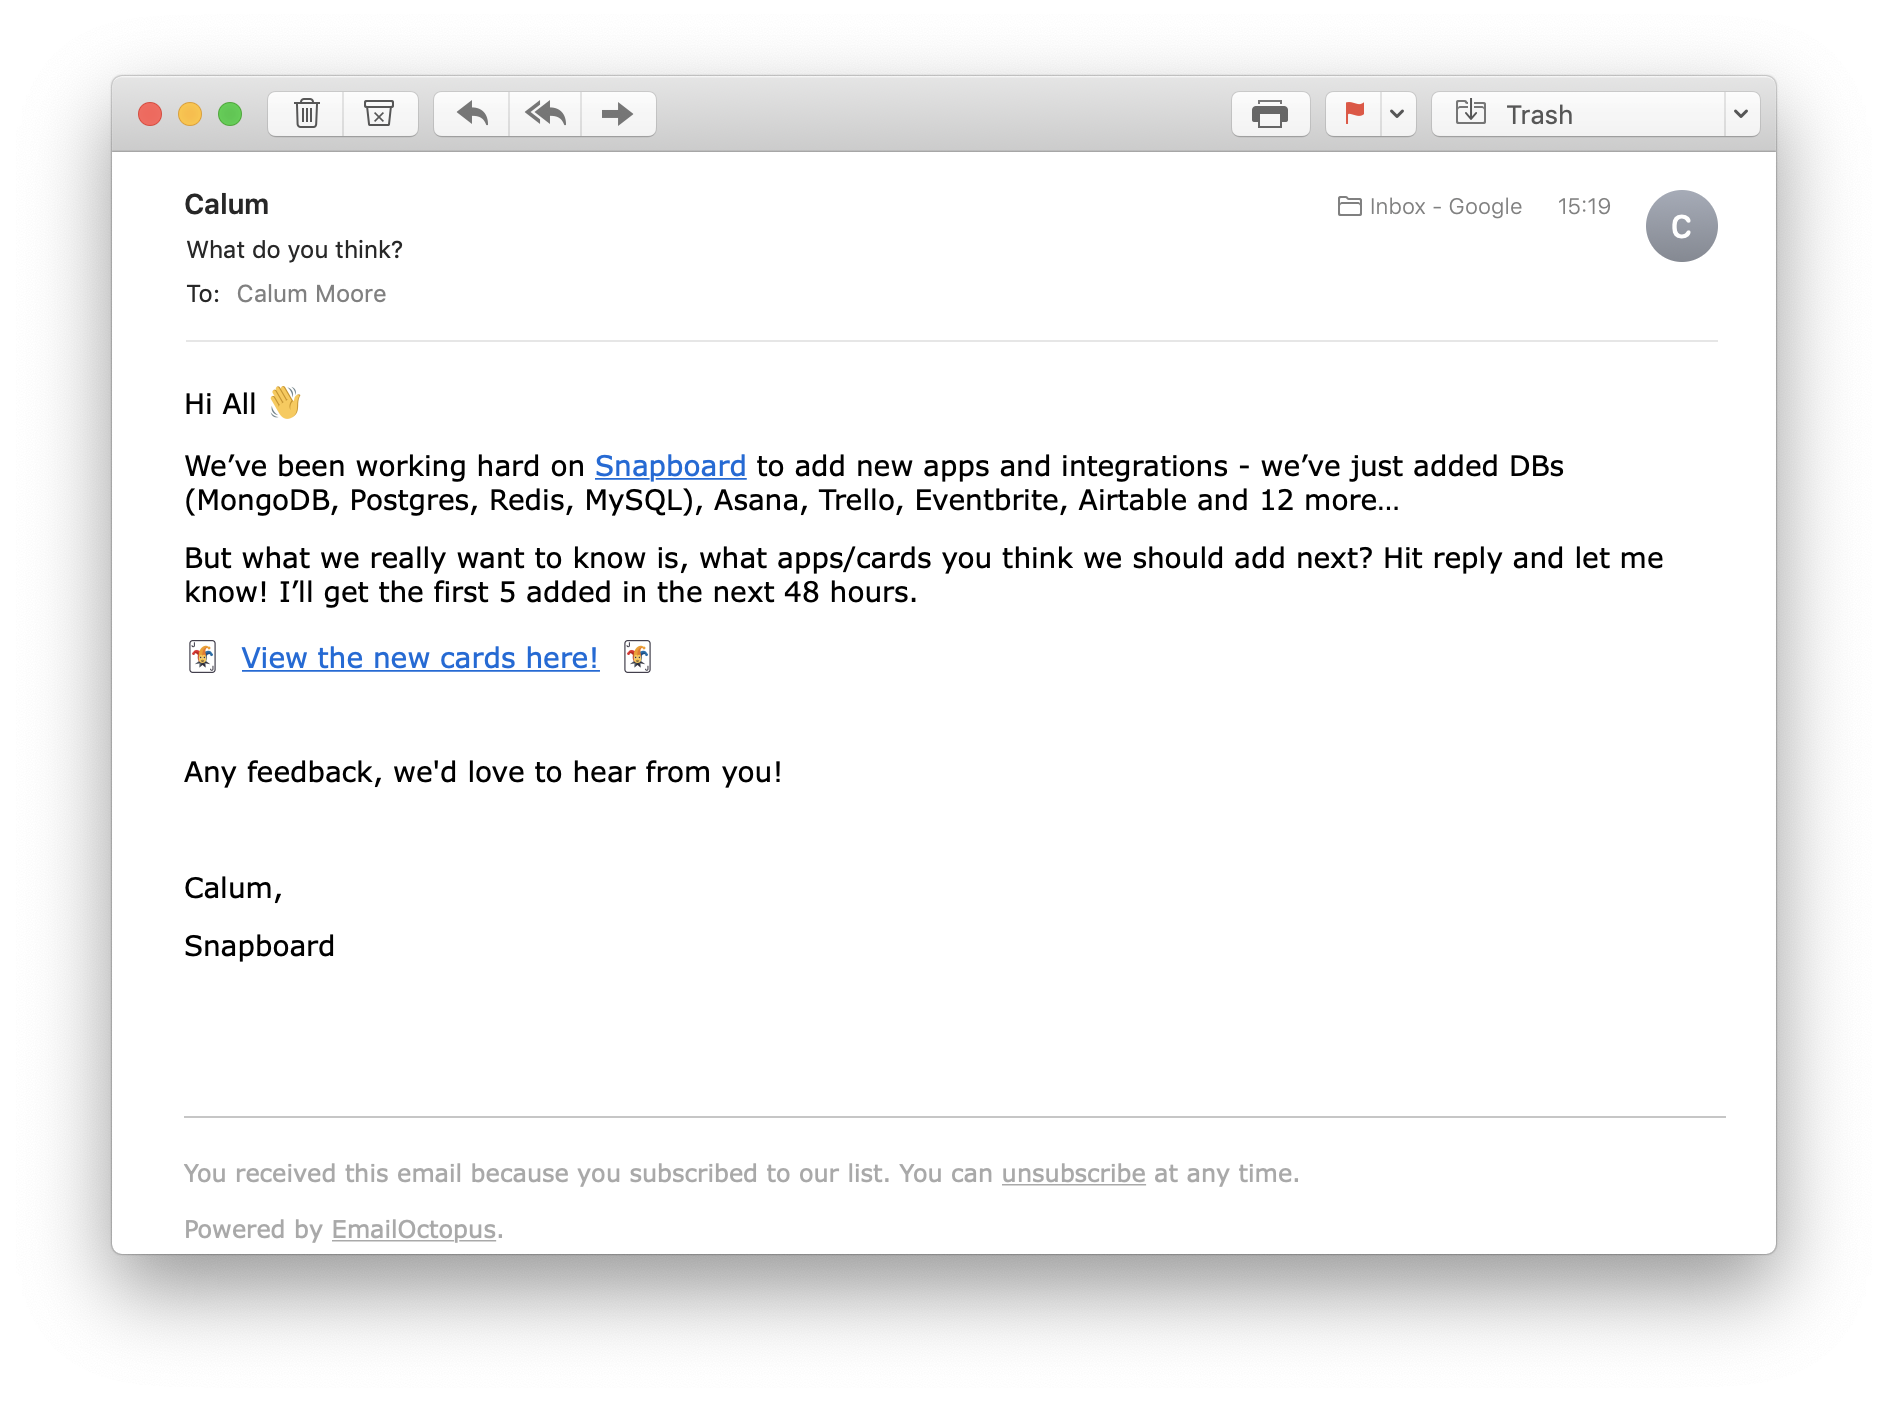 Trash
Calum
Inbox - Google 15:19
C
What do you think?
To: Calum Moore
Hi All 👋
We’ve been working hard on Snapboard to add new apps and integrations - we’ve just added DBs
(MongoDB, Postgres, Redis, MySQL), Asana, Trello, Eventbrite, Airtable and 12 more…
But what we really want to know is, what apps/cards you think we should add next? Hit reply and let me
know! I’ll get the first 5 added in the next 48 hours.
🃏 View the new cards here! 🃏
Any feedback, we'd love to hear from you!
Calum,
Snapboard
You received this email because you subscribed to our list. You can unsubscribe at any time.
Powered by EmailOctopus.